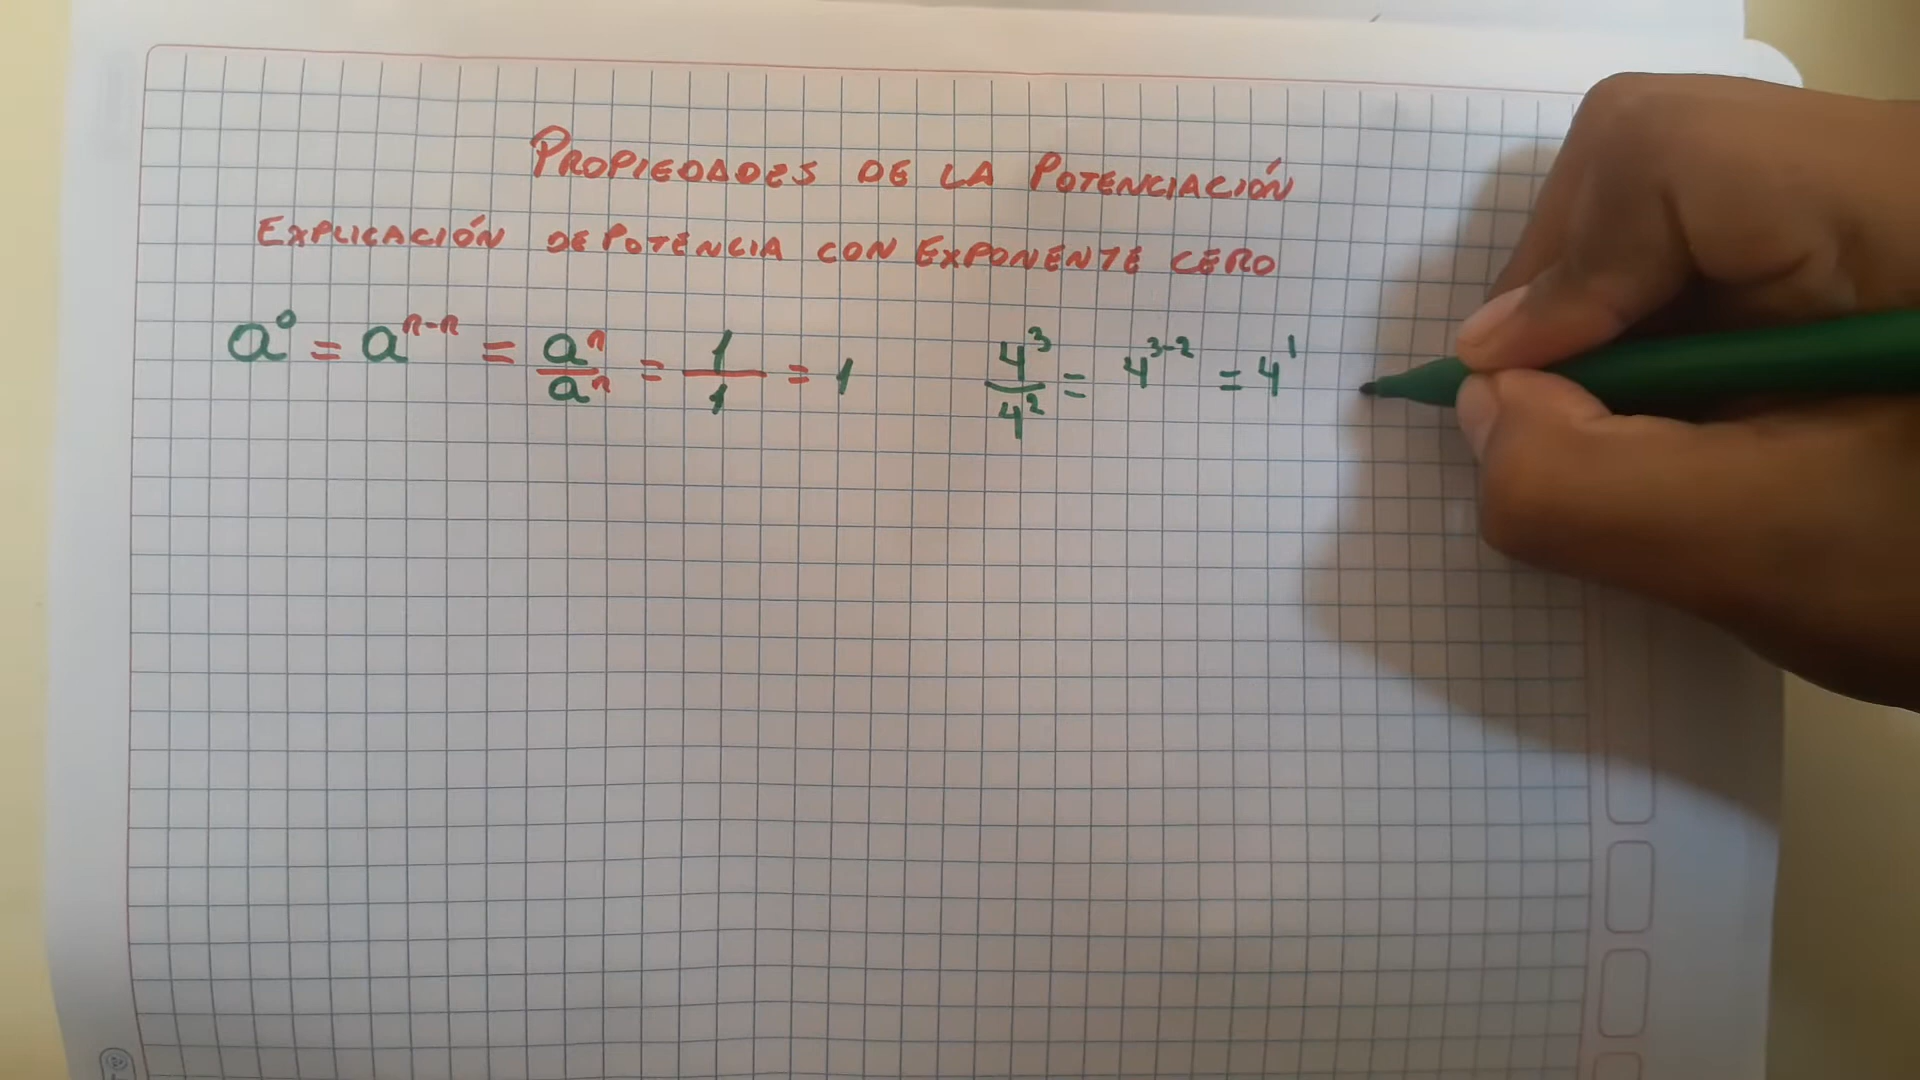 PROPIEDADES DE LA POTENCIACIÓN
EXPLICACIÓN DE POTENCIA CON EXPONENTE CERO
a⁰ = aⁿ⁻ⁿ = aⁿ/aⁿ = 1/1 = 1 4³/4² = 4³⁻² = 4¹